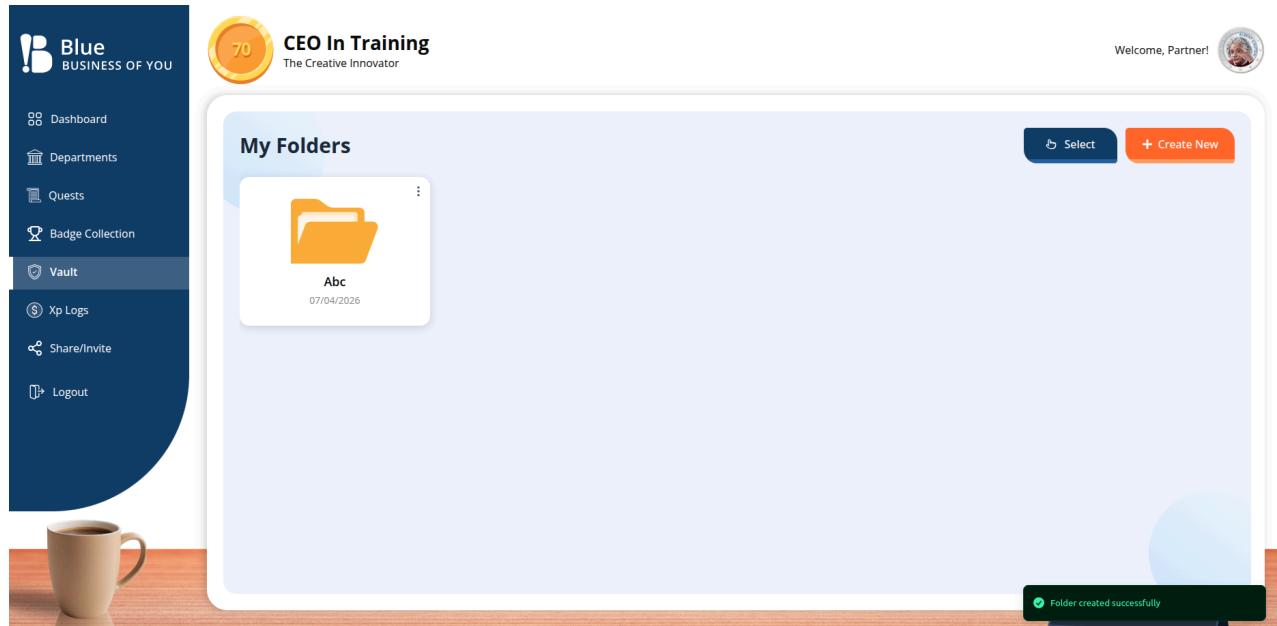 Blue
BUSINESS OF YOU
70
CEO In Training
The Creative Innovator
Welcome, Partner!
Dashboard
Departments
Quests
Badge Collection
Vault
Xp Logs
Share/Invite
Logout
My Folders
Select
+ Create New
Abc
07/04/2026
Folder created successfully